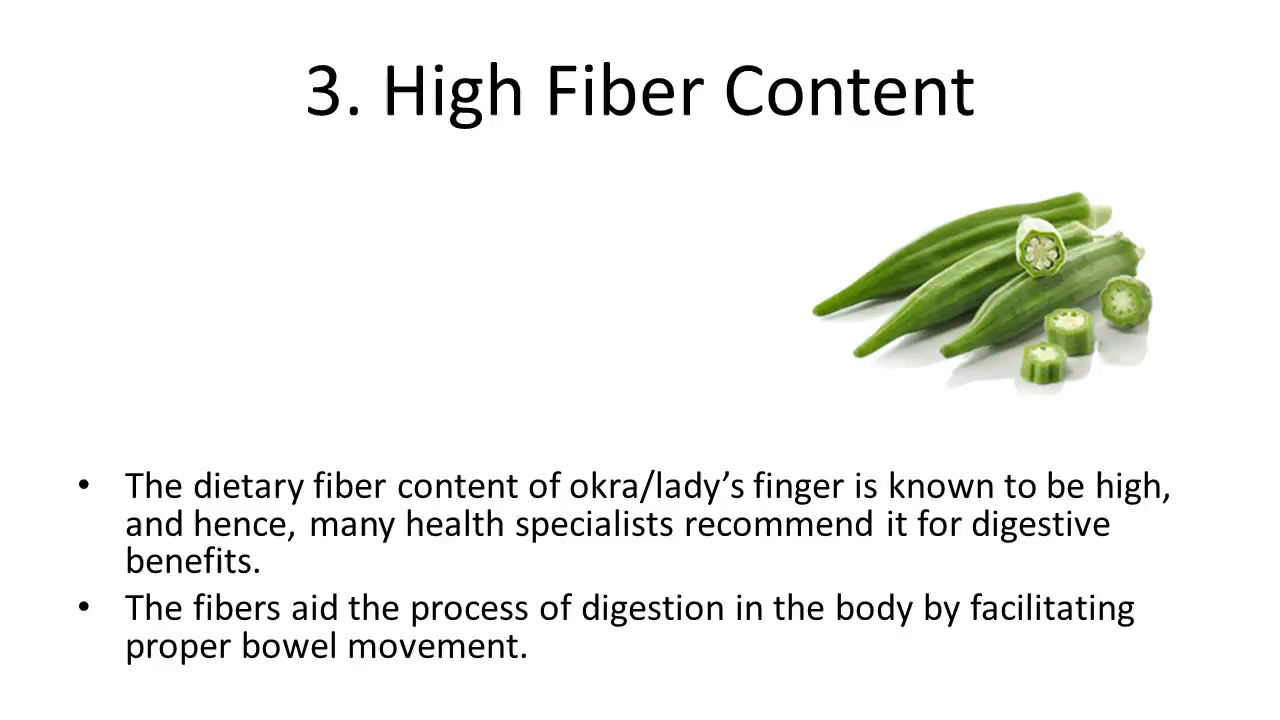 3. High Fiber Content
• The dietary fiber content of okra/lady’s finger is known to be high,
and hence, many health specialists recommend it for digestive
benefits.
• The fibers aid the process of digestion in the body by facilitating
proper bowel movement.